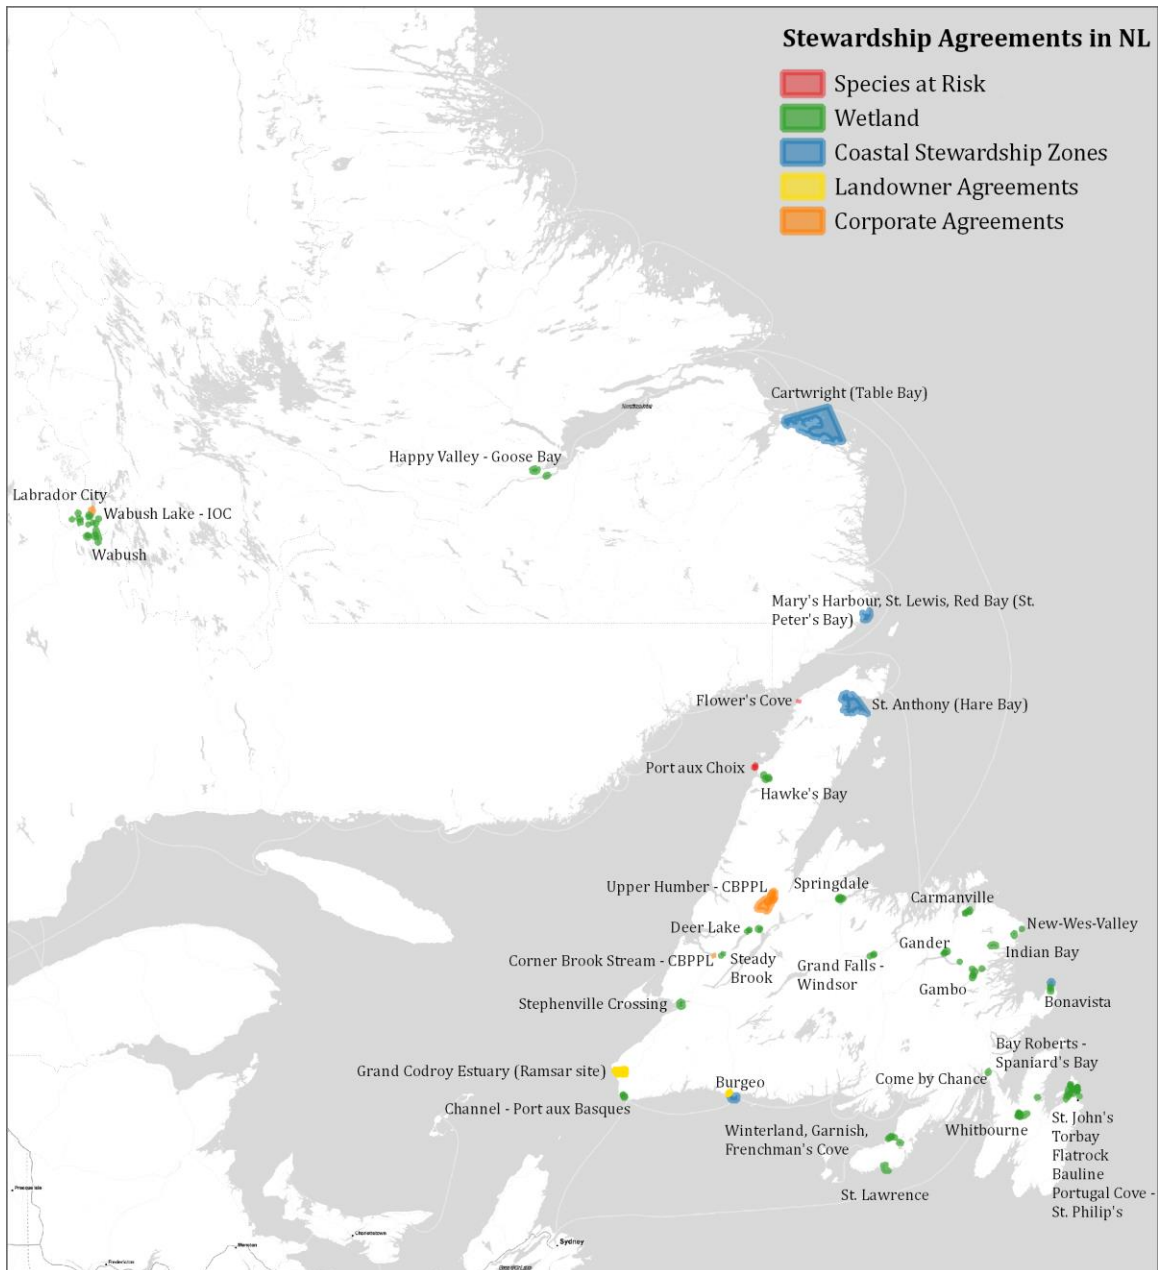 Stewardship Agreements in NL
Species at Risk
Wetland
Coastal Stewardship Zones
Landowner Agreements
Corporate Agreements
Cartwright (Table Bay)
Happy Valley - Goose Bay
Labrador City
Wabush Lake - IOC
Wabush
Mary's Harbour, St. Lewis, Red Bay (St.
Peter's Bay)
Flower's Cove
St. Anthony (Hare Bay)
Port aux Choix
Hawke's Bay
Upper Humber - CBPPL
Springdale
Carmanville
Deer Lake
New-Wes-Valley
Gander
Indian Bay
Corner Brook Stream - CBPPL
Steady
Brook
Grand Falls -
Windsor
Gambo
Stephenville Crossing
Bonavista
Bay Roberts -
Spaniard's Bay
Grand Codroy Estuary (Ramsar site)
Burgeo
Come by Chance
Channel - Port aux Basques
Winterland, Garnish,
Frenchman's Cove
Whitbourne
St. John's
Torbay
Flatrock
Bauline
Portugal Cove -
St. Philip's
St. Lawrence
Presque Isle
Charlottetown
Moncton
Sydney
Fredericton